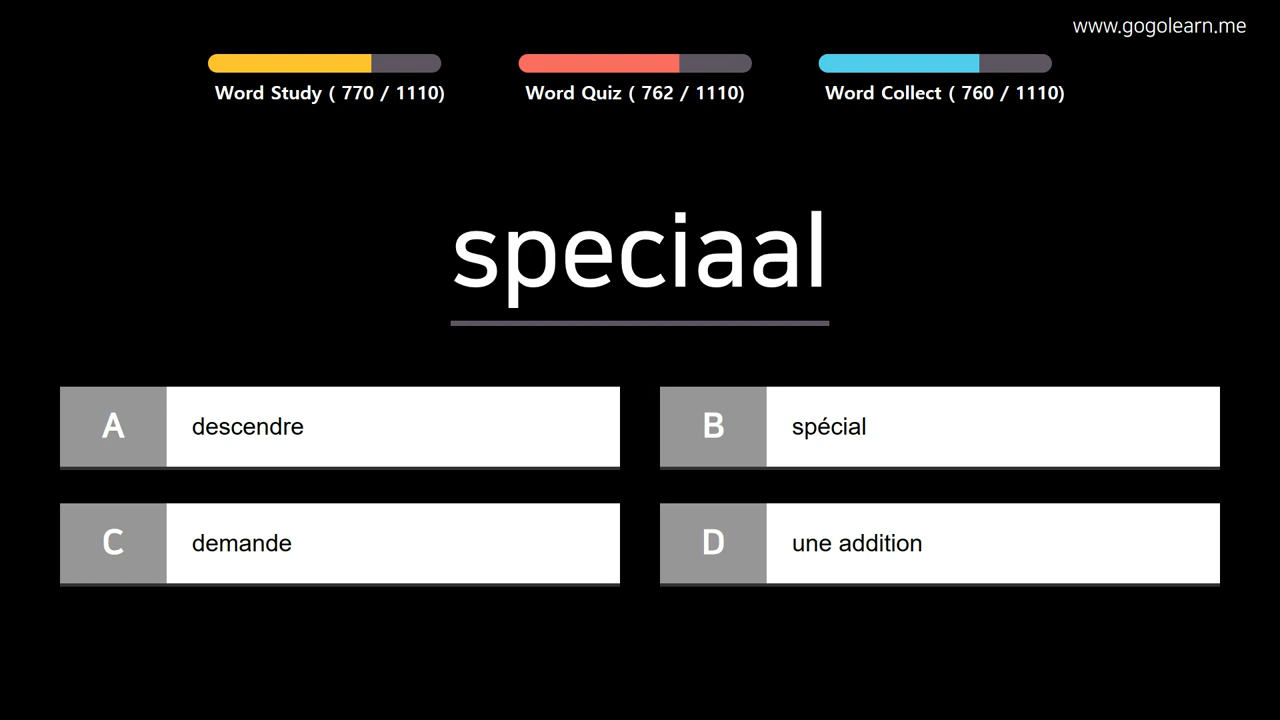 www.gogolearn.me
Word Study ( 770 / 1110)
Word Quiz ( 762 / 1110)
Word Collect ( 760 / 1110)
speciaal
A descendre
B spécial
C demande
D une addition